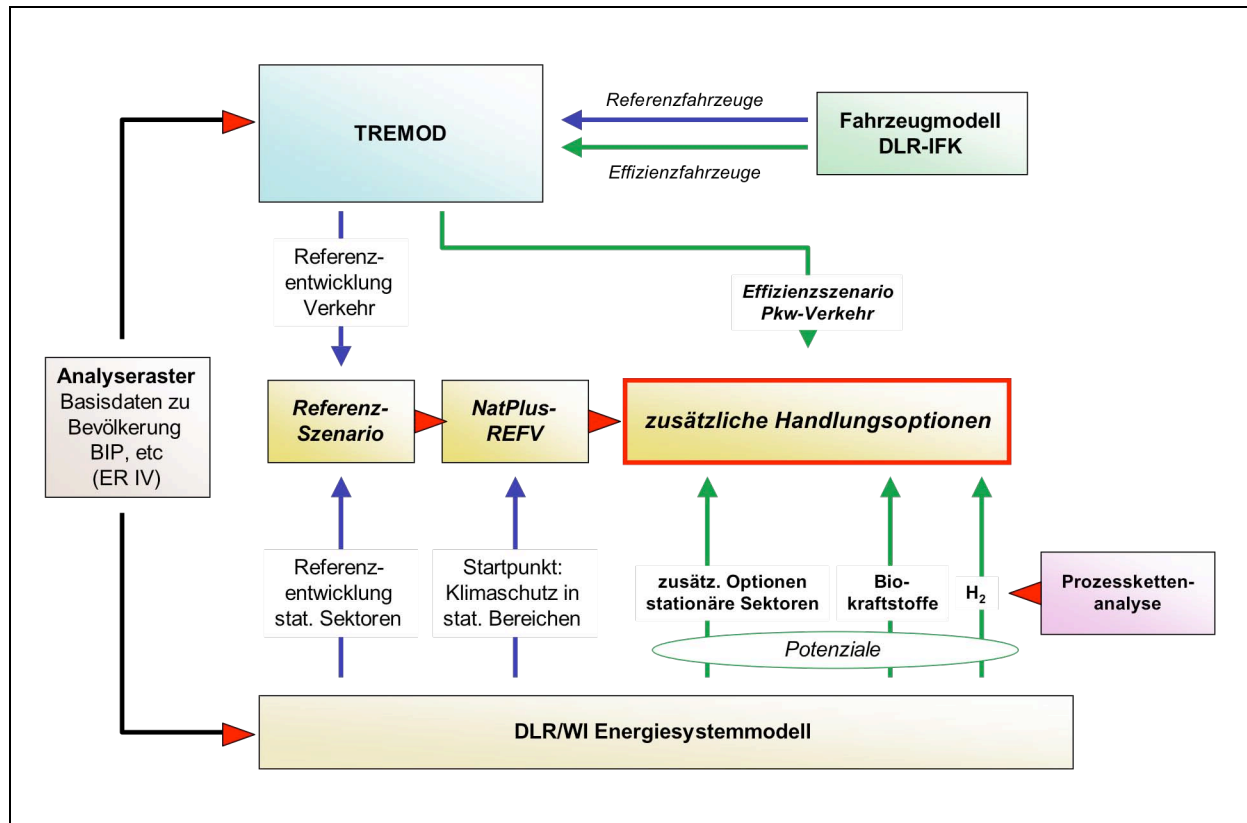 TREMOD
Referenzfahrzeuge
Effizienzfahrzeuge
Fahrzeugmodell
DLR-IFK
Referenz-
entwicklung
Verkehr
Effizienzszenario
Pkw-Verkehr
Analyseraster
Basisdaten zu
Bevölkerung
BIP, etc
(ER IV)
Referenz-
Szenario
NatPlus-
REFV
zusätzliche Handlungsoptionen
Referenz-
entwicklung
stat. Sektoren
Startpunkt:
Klimaschutz in
stat. Bereichen
zusätz. Optionen
stationäre Sektoren
Bio-
kraftstoffe
H₂
Prozessketten-
analyse
Potenziale
DLR/WI Energiesystemmodell